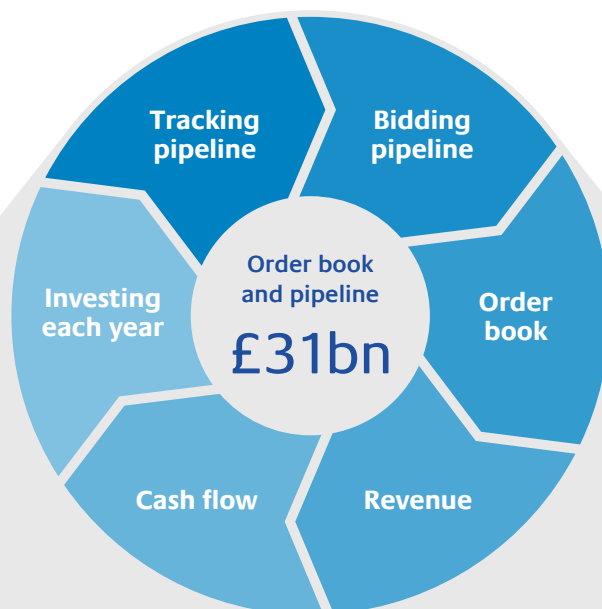 Tracking
pipeline
Bidding
pipeline
Order
book
Revenue
Cash flow
Investing
each year
Order book
and pipeline
£31bn